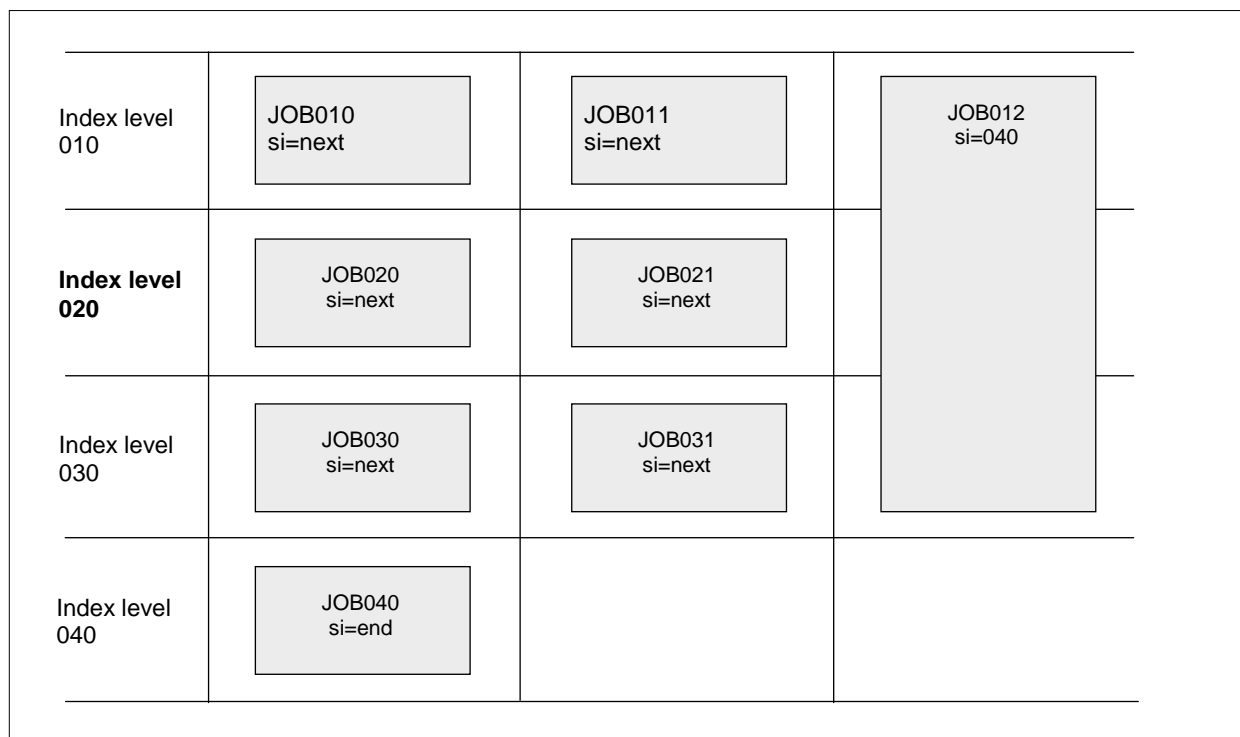 Index level
010
JOB010
si=next
JOB011
si=next
JOB012
si=040
Index level
020
JOB020
si=next
JOB021
si=next
Index level
030
JOB030
si=next
JOB031
si=next
Index level
040
JOB040
si=end